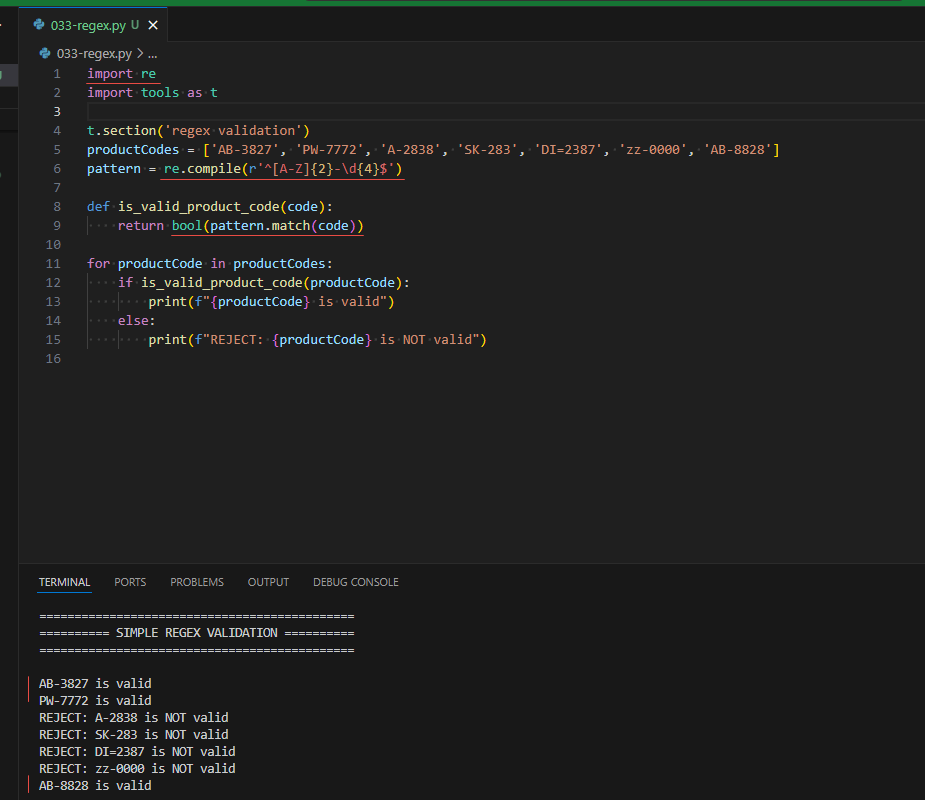 033-regex.py U ✕
033-regex.py > ...
1 import re
2 import tools as t
3
4 t.section('regex validation')
5 productCodes = ['AB-3827', 'PW-7772', 'A-2838', 'SK-283', 'DI=2387', 'zz-0000', 'AB-8828']
6 pattern = re.compile(r'^[A-Z]{2}-\d{4}$')
7
8 def is_valid_product_code(code):
9     return bool(pattern.match(code))
10
11 for productCode in productCodes:
12     if is_valid_product_code(productCode):
13         print(f"{productCode} is valid")
14     else:
15         print(f"REJECT: {productCode} is NOT valid")
16
TERMINAL PORTS PROBLEMS OUTPUT DEBUG CONSOLE
=============================================
========== SIMPLE REGEX VALIDATION ==========
=============================================
AB-3827 is valid
PW-7772 is valid
REJECT: A-2838 is NOT valid
REJECT: SK-283 is NOT valid
REJECT: DI=2387 is NOT valid
REJECT: zz-0000 is NOT valid
AB-8828 is valid